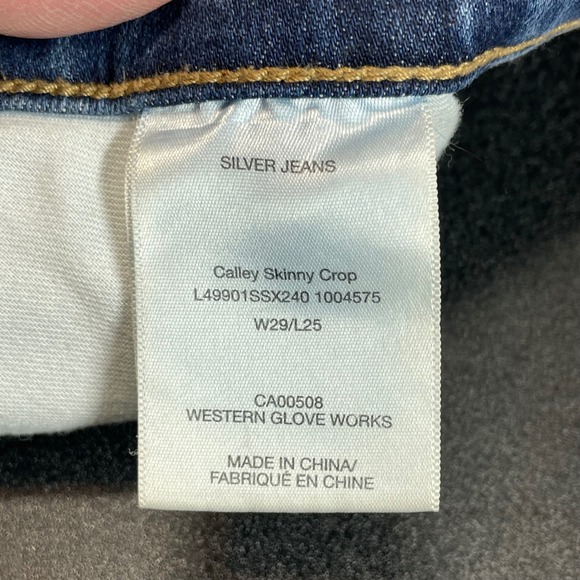 SILVER JEANS
Calley Skinny Crop
L49901SSX240 1004575
W29/L25
CA00508
WESTERN GLOVE WORKS
MADE IN CHINA/
FABRIQUÉ EN CHINE